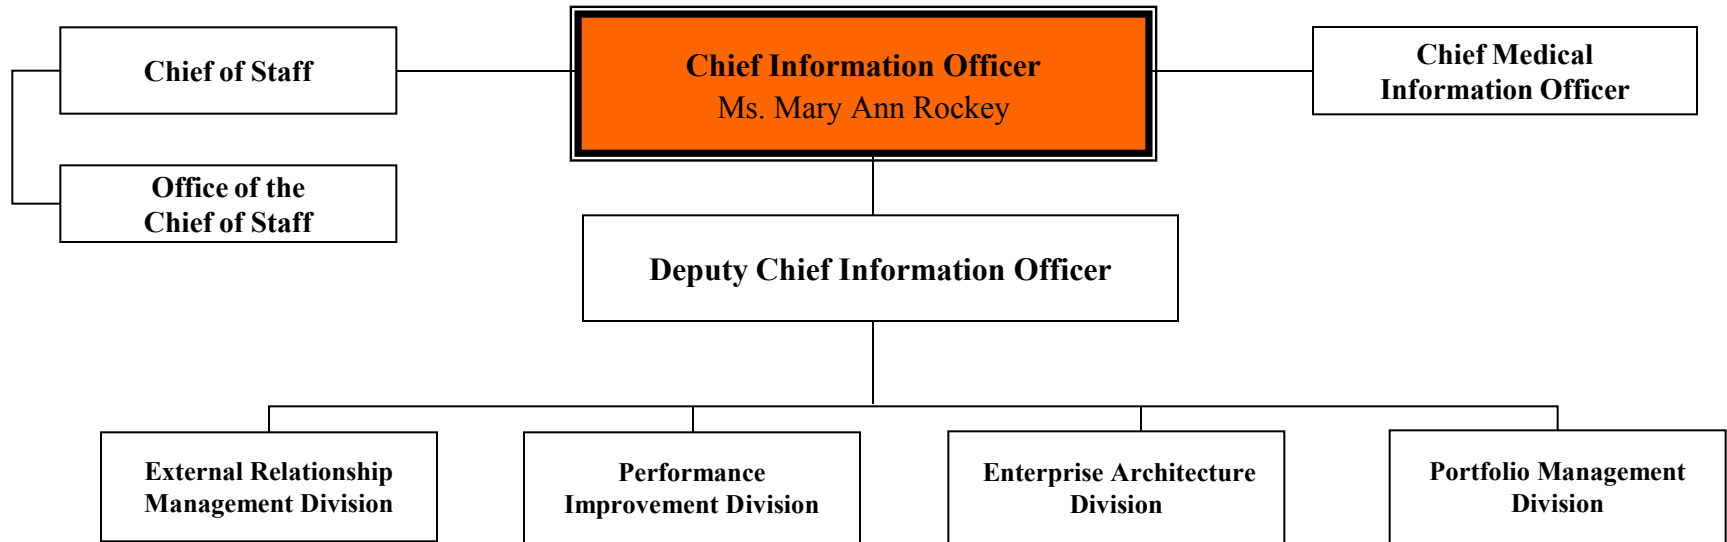 Chief of Staff
Chief Information Officer
Ms. Mary Ann Rockey
Chief Medical
Information Officer
Office of the
Chief of Staff
Deputy Chief Information Officer
External Relationship
Management Division
Performance
Improvement Division
Enterprise Architecture
Division
Portfolio Management
Division